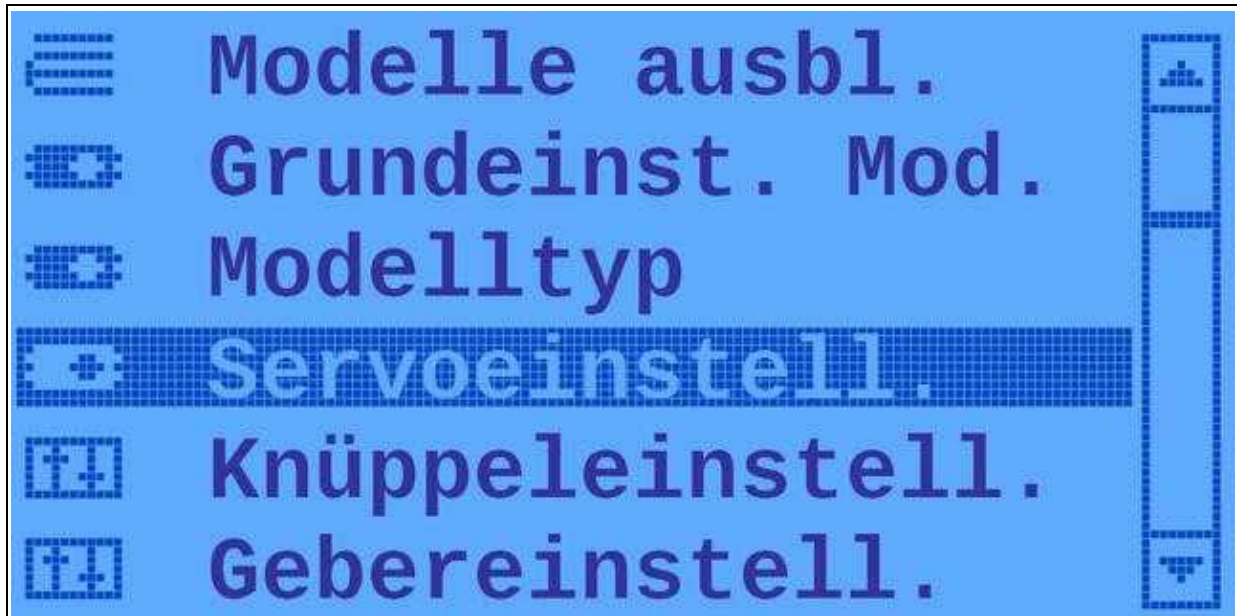 Modelle ausbl.
Grundeinst. Mod.
Modelltyp
Servoeinstell.
Knüppeleinstell.
Gebereinstell.